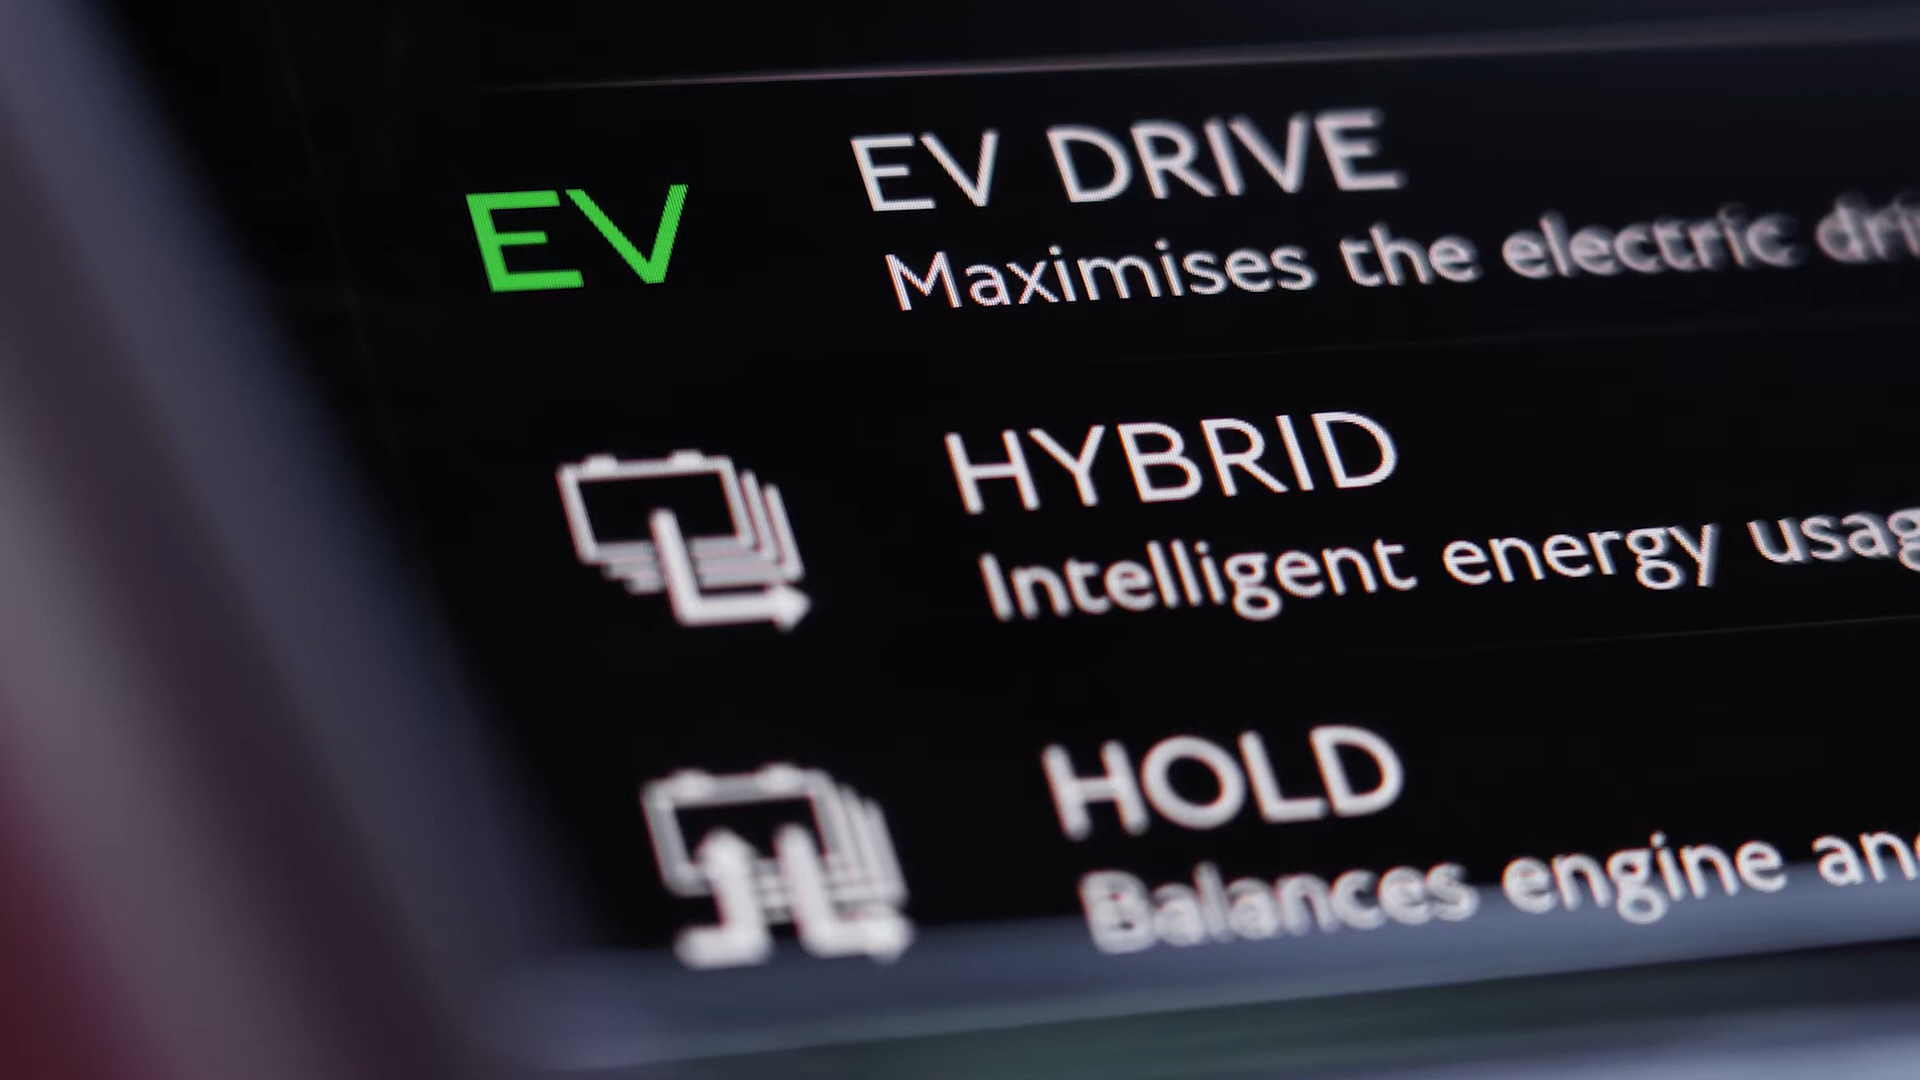 EV
EV DRIVE
Maximises the electric
HYBRID
Intelligent energy
HOLD
Balances engine